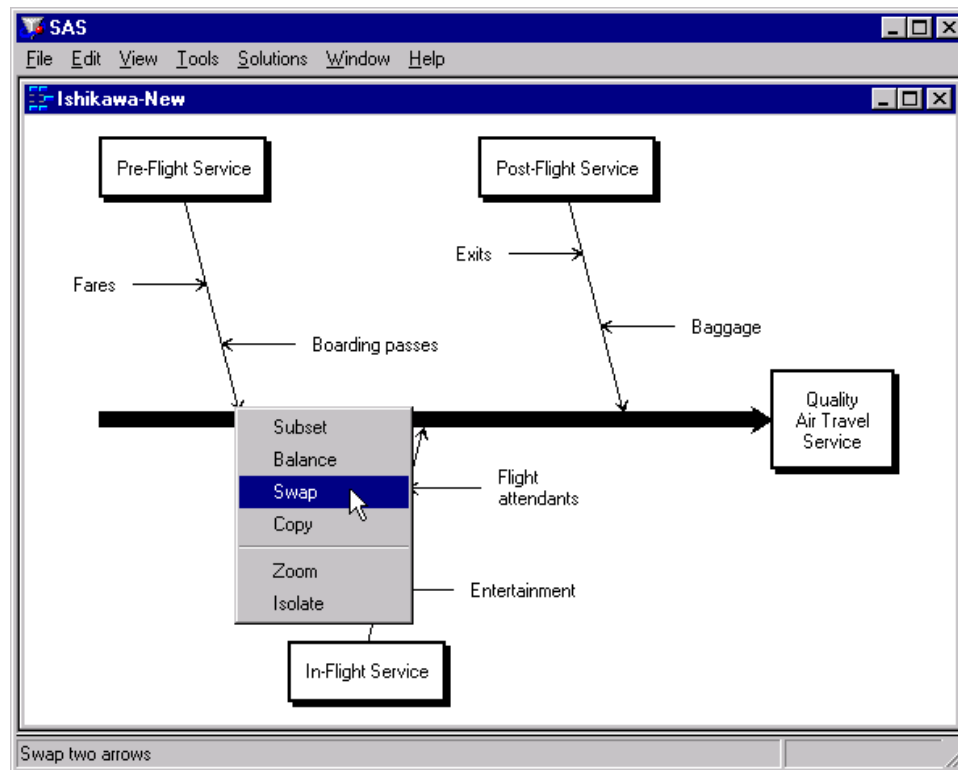 SAS
File Edit View Tools Solutions Window Help
Ishikawa-New
Pre-Flight Service
Post-Flight Service
Exits
Fares
Baggage
Boarding passes
Quality
Air Travel
Service
Subset
Balance
Swap
Copy
Zoom
Isolate
Flight
attendants
Entertainment
In-Flight Service
Swap two arrows